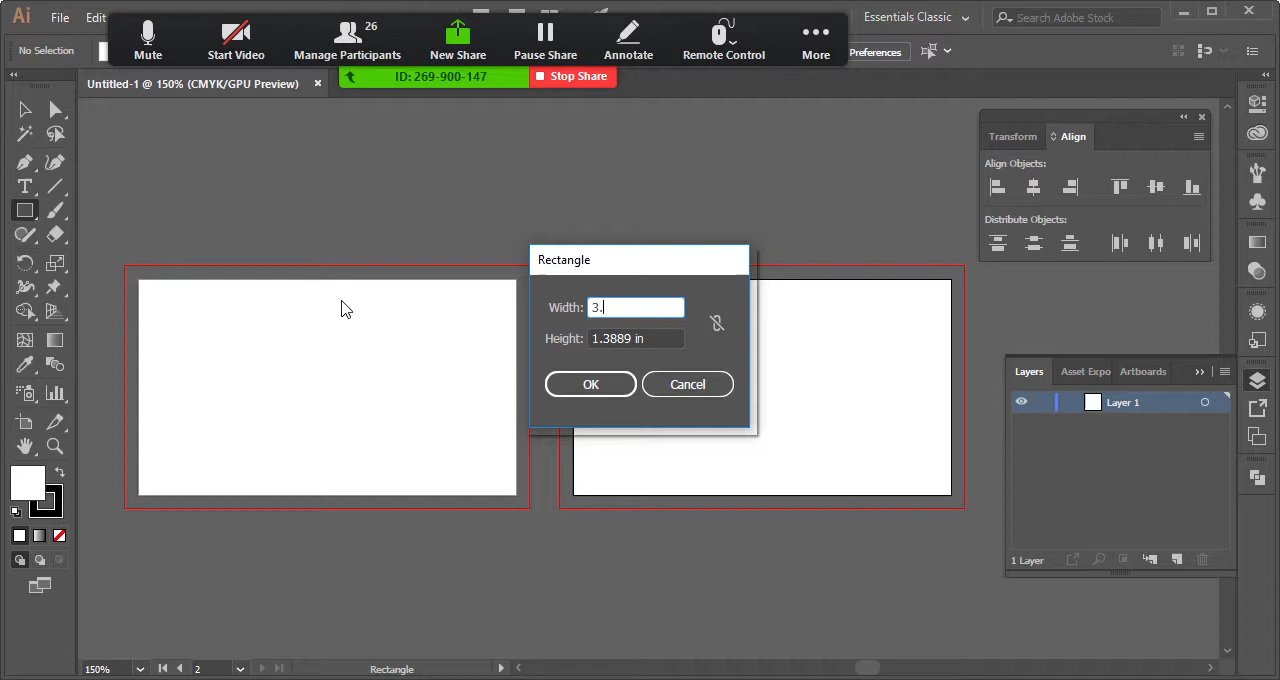 Ai File Edit
Essentials Classic
Search Adobe Stock
26
Mute Start Video Manage Participants New Share Pause Share Annotate Remote Control More
No Selection
Preferences
ID: 269-900-147 Stop Share
Untitled-1 @ 150% (CMYK/GPU Preview)
Transform Align
Align Objects:
Distribute Objects:
Rectangle
Width: 3.
Height: 1.3889 in
OK Cancel
Layers Asset Expo Artboards
Layer 1
1 Layer
150% 2 Rectangle